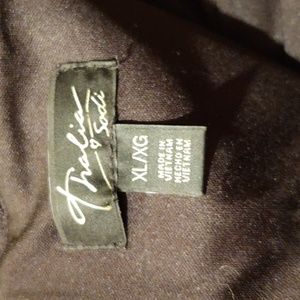 Thalia
Sodi
XL/XG
MADE IN
VIETNAM
HECHO EN
VIETNAM